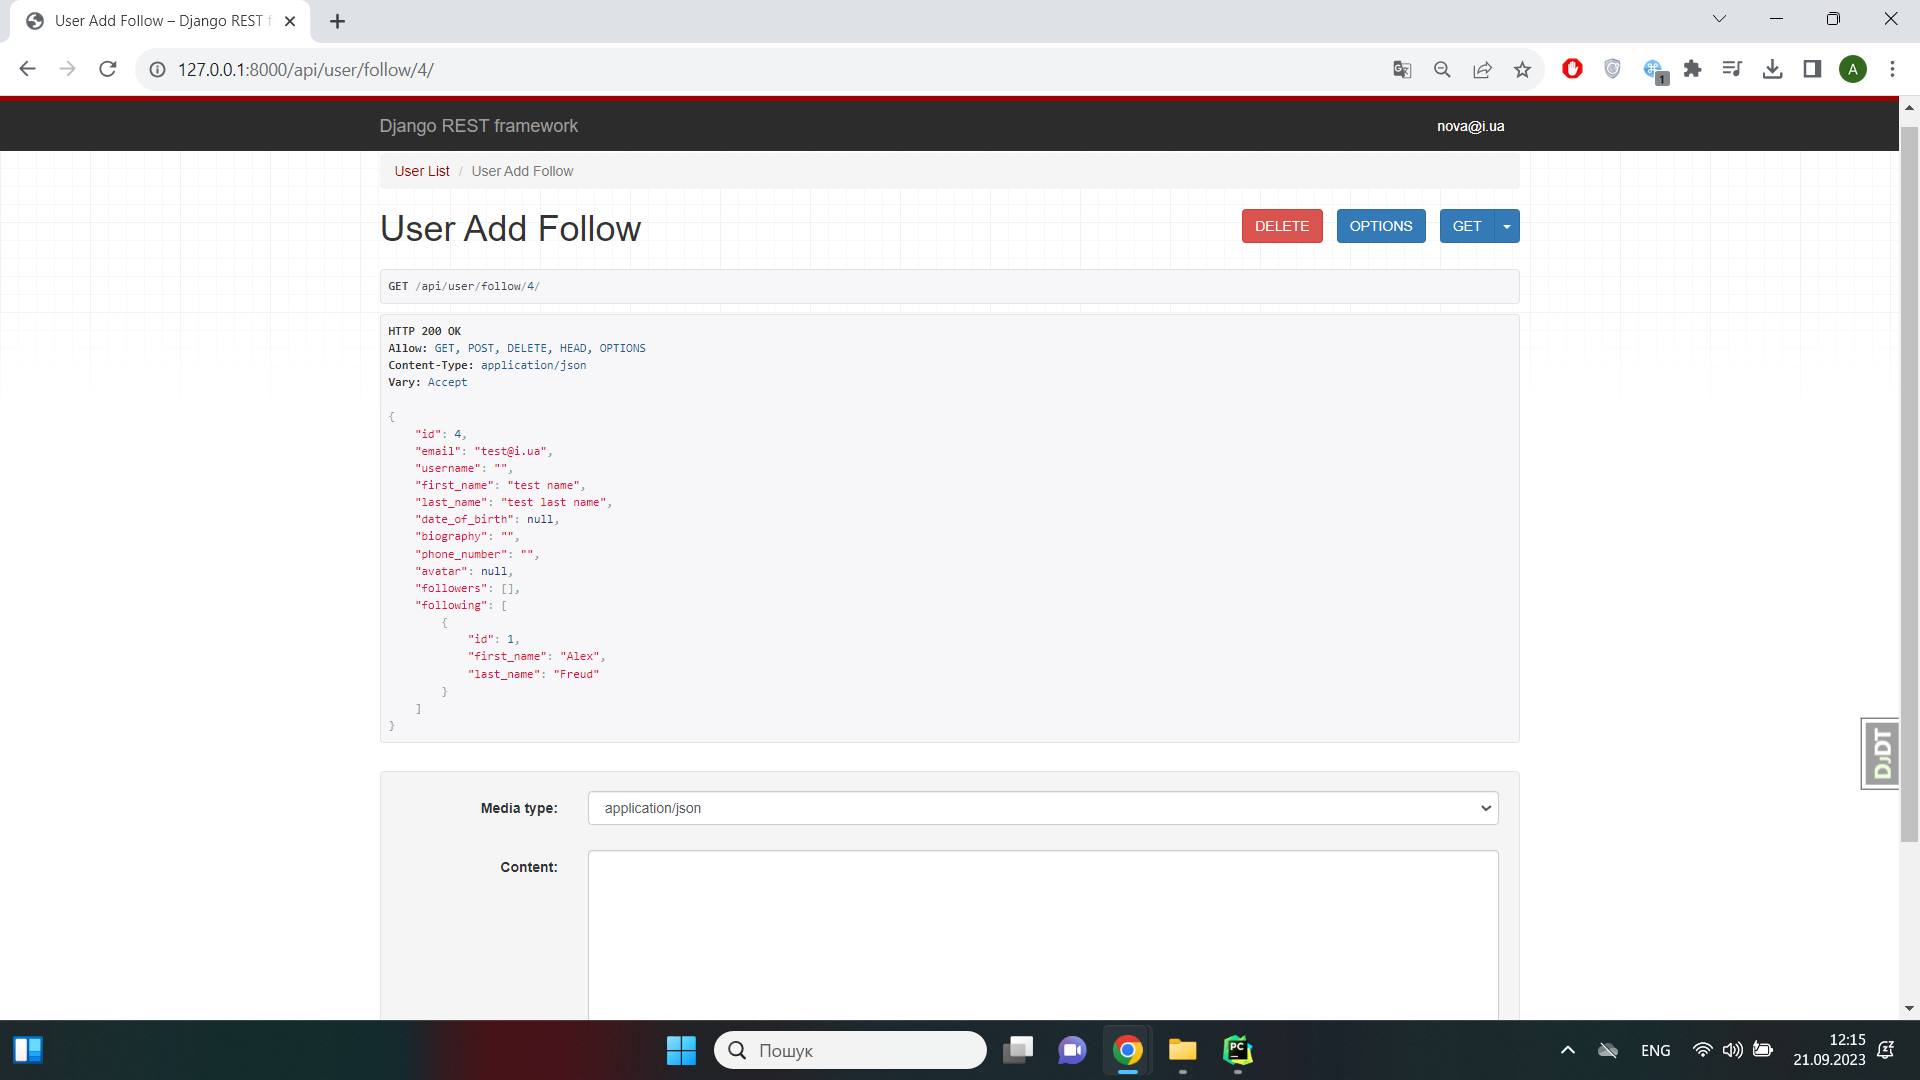 User Add Follow – Django REST f
127.0.0.1:8000/api/user/follow/4/
1
A
Django REST framework
nova@i.ua
User List / User Add Follow
User Add Follow
DELETE
OPTIONS
GET
GET /api/user/follow/4/
HTTP 200 OK
Allow: GET, POST, DELETE, HEAD, OPTIONS
Content-Type: application/json
Vary: Accept
{
"id": 4,
"email": "test@i.ua",
"username": "",
"first_name": "test name",
"last_name": "test last name",
"date_of_birth": null,
"biography": "",
"phone_number": "",
"avatar": null,
"followers": [],
"following": [
{
"id": 1,
"first_name": "Alex",
"last_name": "Freud"
}
]
}
DJDT
Media type:
application/json
Content:
Пошук
PC
ENG
12:15
21.09.2023